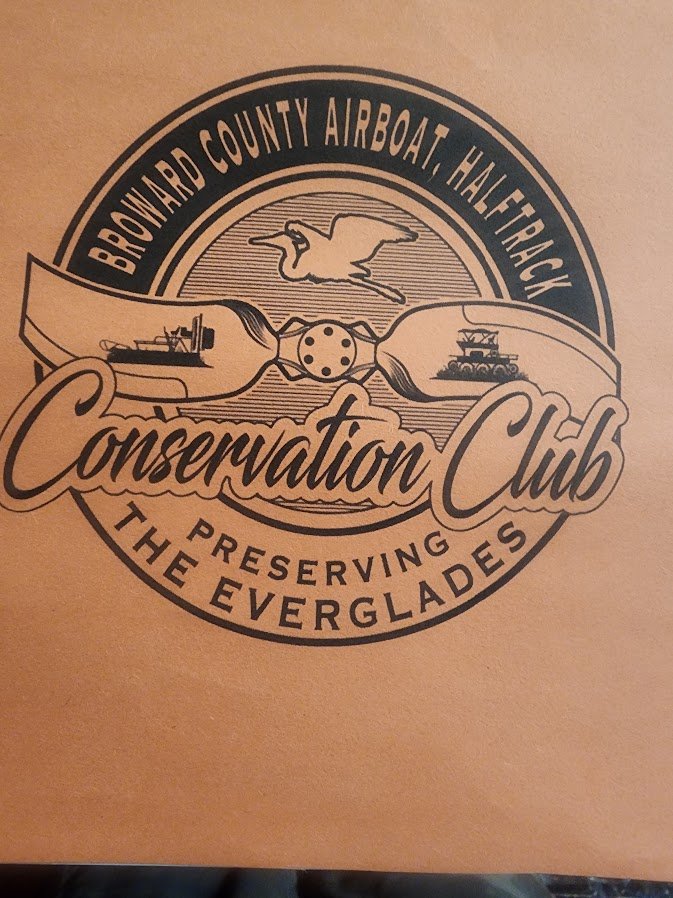 BROWARD COUNTY AIRBOAT, HALFTRACK
Conservation Club
PRESERVING
THE EVERGLADES